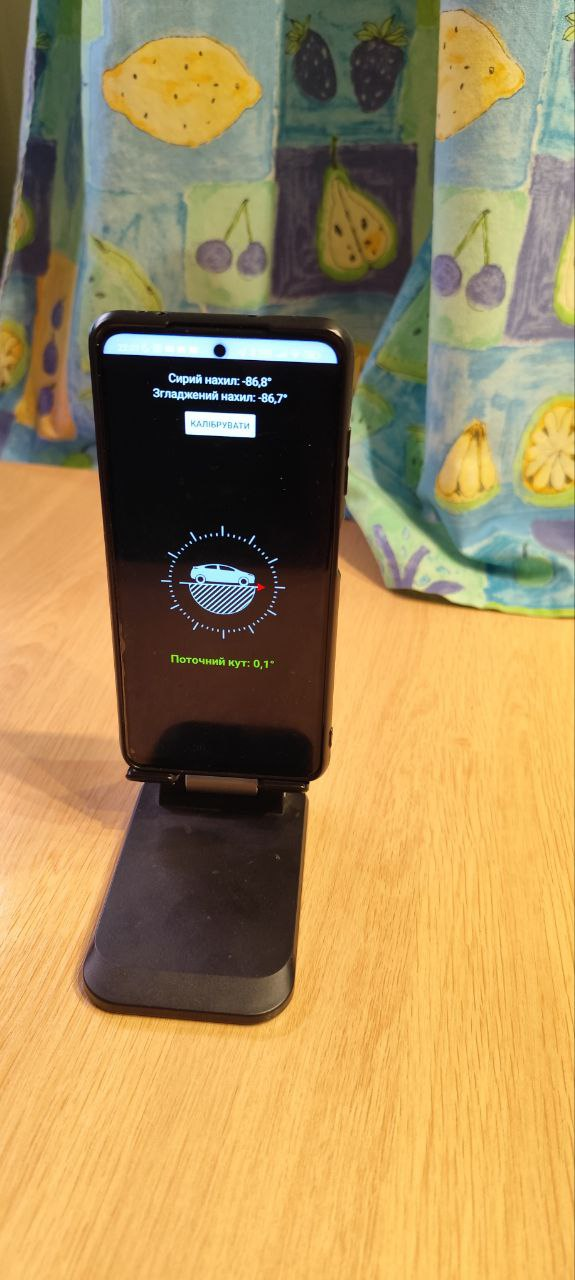 Сирий нахил: -86,8°
Згладжений нахил: -86,7°
КАЛІБРУВАТИ
Поточний кут: 0,1°